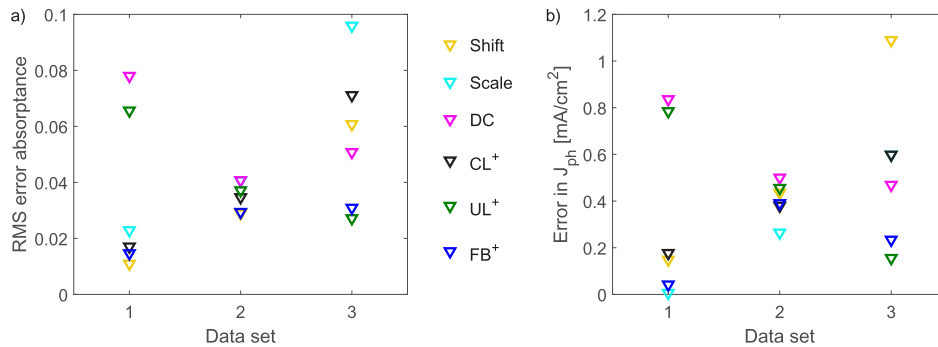 a)
RMS error absorptance
0.1
0.08
0.06
0.04
0.02
0
1 2 3
Data set
Shift
Scale
DC
CL⁺
UL⁺
FB⁺
b)
Error in J_ph [mA/cm²]
1.2
1
0.8
0.6
0.4
0.2
0
1 2 3
Data set